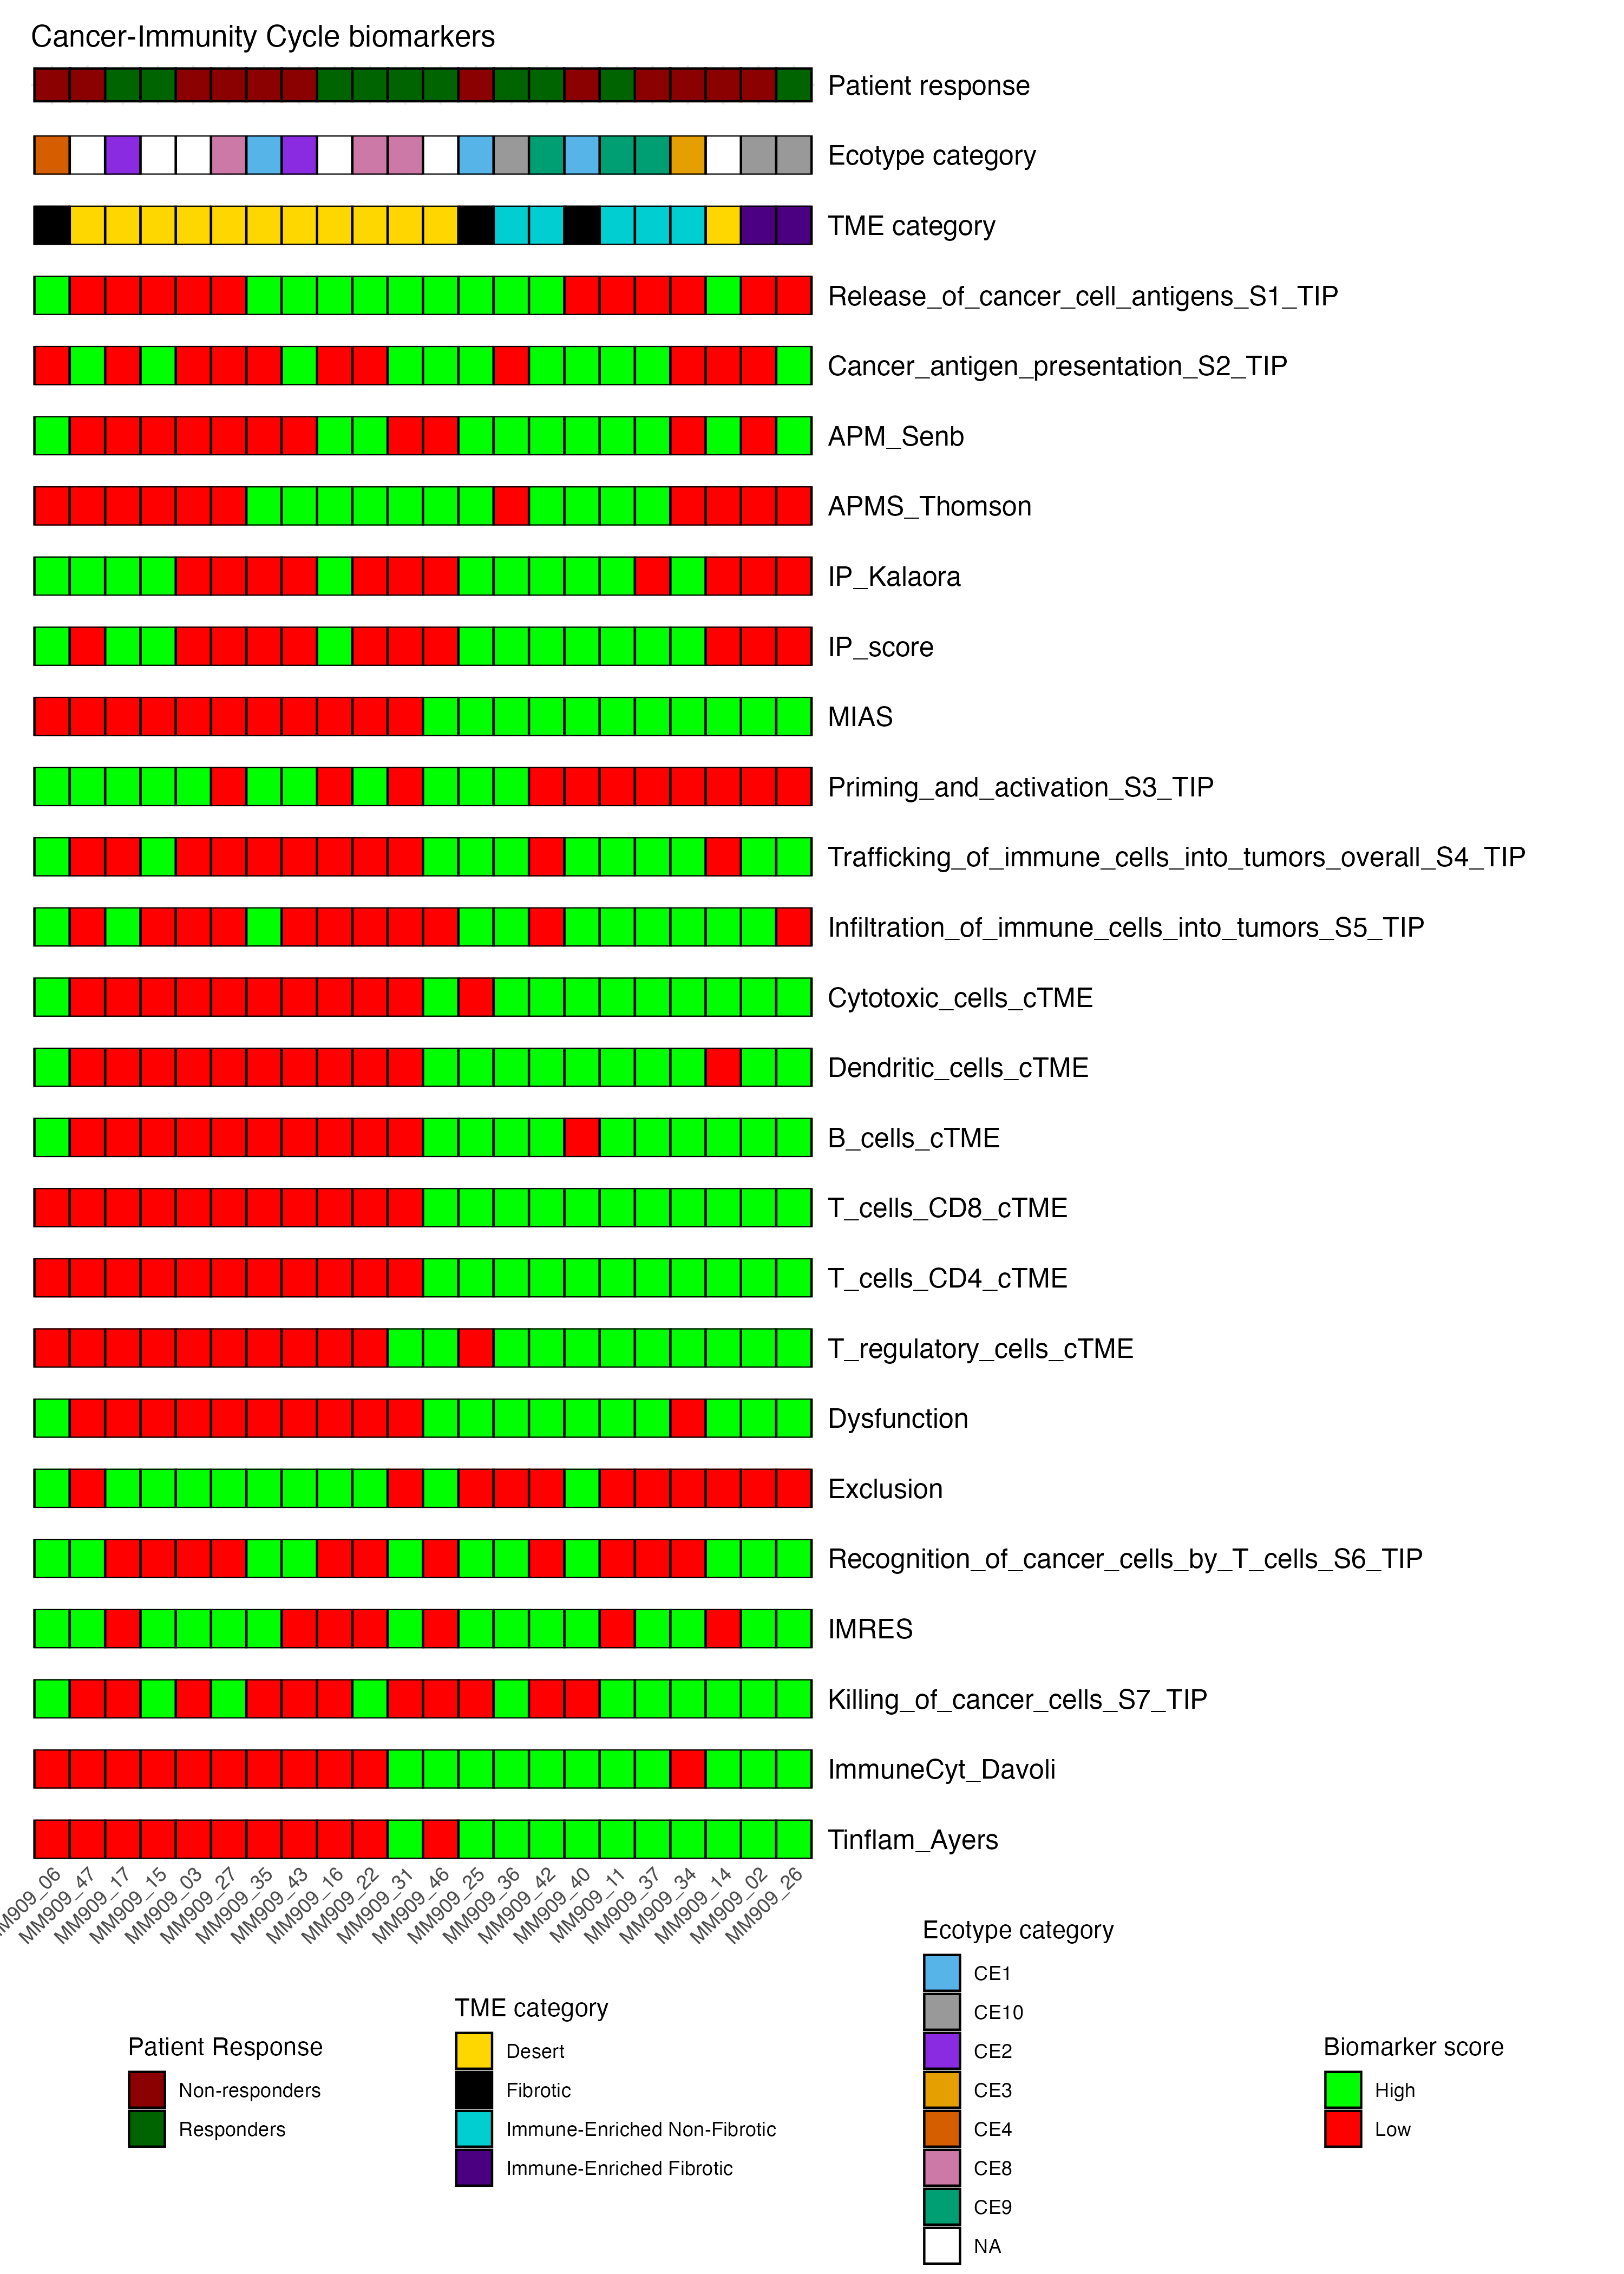 Cancer-Immunity Cycle biomarkers
Patient response
Ecotype category
TME category
Release_of_cancer_cell_antigens_S1_TIP
Cancer_antigen_presentation_S2_TIP
APM_Senb
APMS_Thomson
IP_Kalaora
IP_score
MIAS
Priming_and_activation_S3_TIP
Trafficking_of_immune_cells_into_tumors_overall_S4_TIP
Infiltration_of_immune_cells_into_tumors_S5_TIP
Cytotoxic_cells_cTME
Dendritic_cells_cTME
B_cells_cTME
T_cells_CD8_cTME
T_cells_CD4_cTME
T_regulatory_cells_cTME
Dysfunction
Exclusion
Recognition_of_cancer_cells_by_T_cells_S6_TIP
IMRES
Killing_of_cancer_cells_S7_TIP
ImmuneCyt_Davoli
Tinflam_Ayers
M909_06
MM909_47
MM909_17
MM909_15
MM909_03
MM909_27
MM909_35
MM909_43
MM909_16
MM909_22
MM909_31
MM909_46
MM909_25
MM909_36
MM909_42
MM909_40
MM909_11
MM909_37
MM909_34
MM909_14
MM909_02
MM909_26
Patient Response
Non-responders
Responders
TME category
Desert
Fibrotic
Immune-Enriched Non-Fibrotic
Immune-Enriched Fibrotic
Ecotype category
CE1
CE10
CE2
CE3
CE4
CE8
CE9
NA
Biomarker score
High
Low